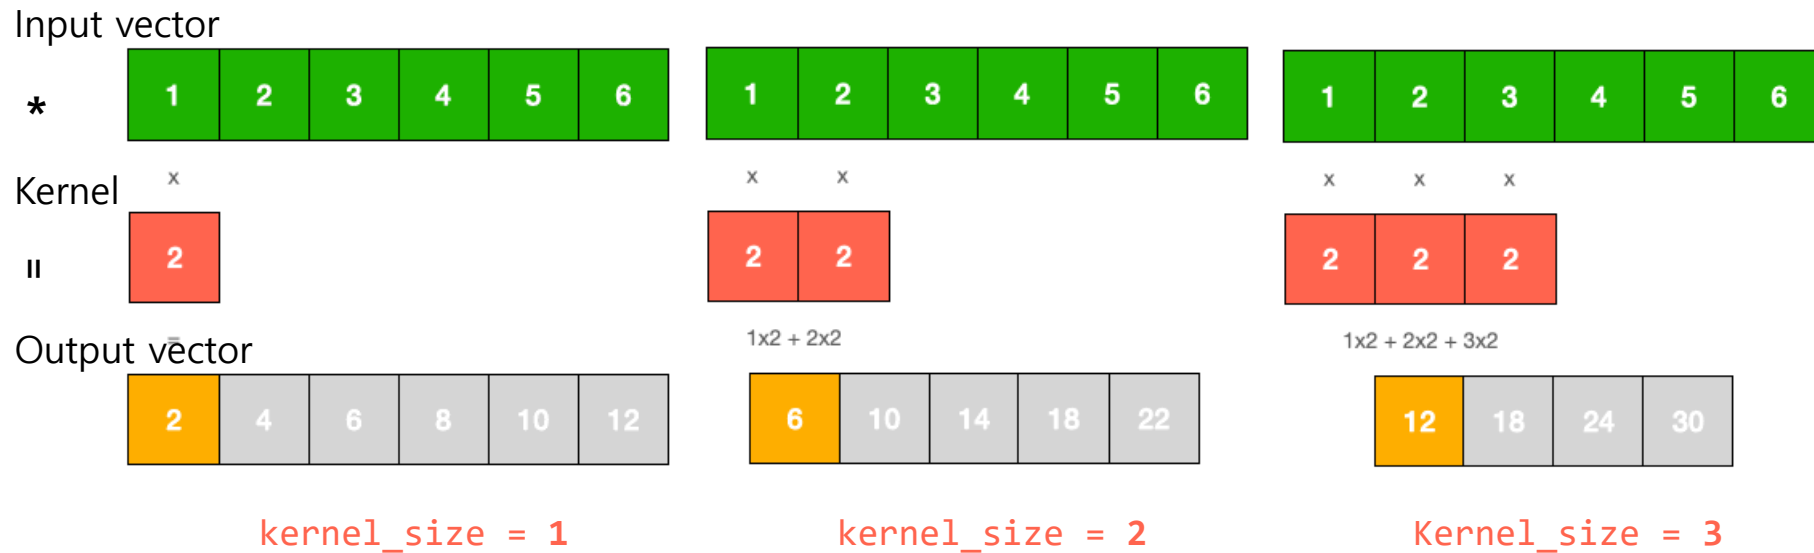 Input vector
*
1 2 3 4 5 6
1 2 3 4 5 6
1 2 3 4 5 6
Kernel
x
x x
x x x
=
2
2 2
2 2 2
Output vector
=
1x2 + 2x2
1x2 + 2x2 + 3x2
2 4 6 8 10 12
6 10 14 18 22
12 18 24 30
kernel_size = 1
kernel_size = 2
Kernel_size = 3